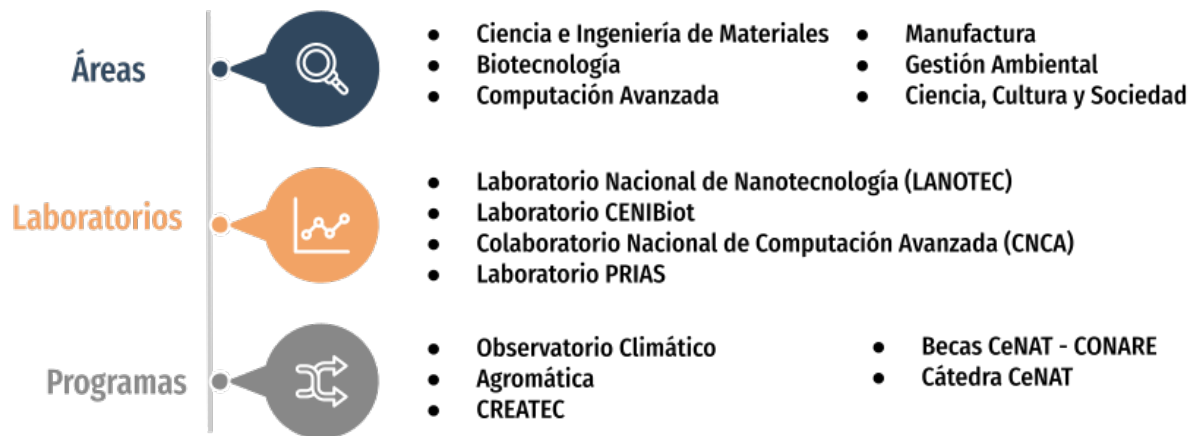 Áreas
● Ciencia e Ingeniería de Materiales
● Biotecnología
● Computación Avanzada
● Manufactura
● Gestión Ambiental
● Ciencia, Cultura y Sociedad
Laboratorios
● Laboratorio Nacional de Nanotecnología (LANOTEC)
● Laboratorio CENIBiot
● Colaboratorio Nacional de Computación Avanzada (CNCA)
● Laboratorio PRIAS
Programas
● Observatorio Climático
● Agromática
● CREATEC
● Becas CeNAT - CONARE
● Cátedra CeNAT